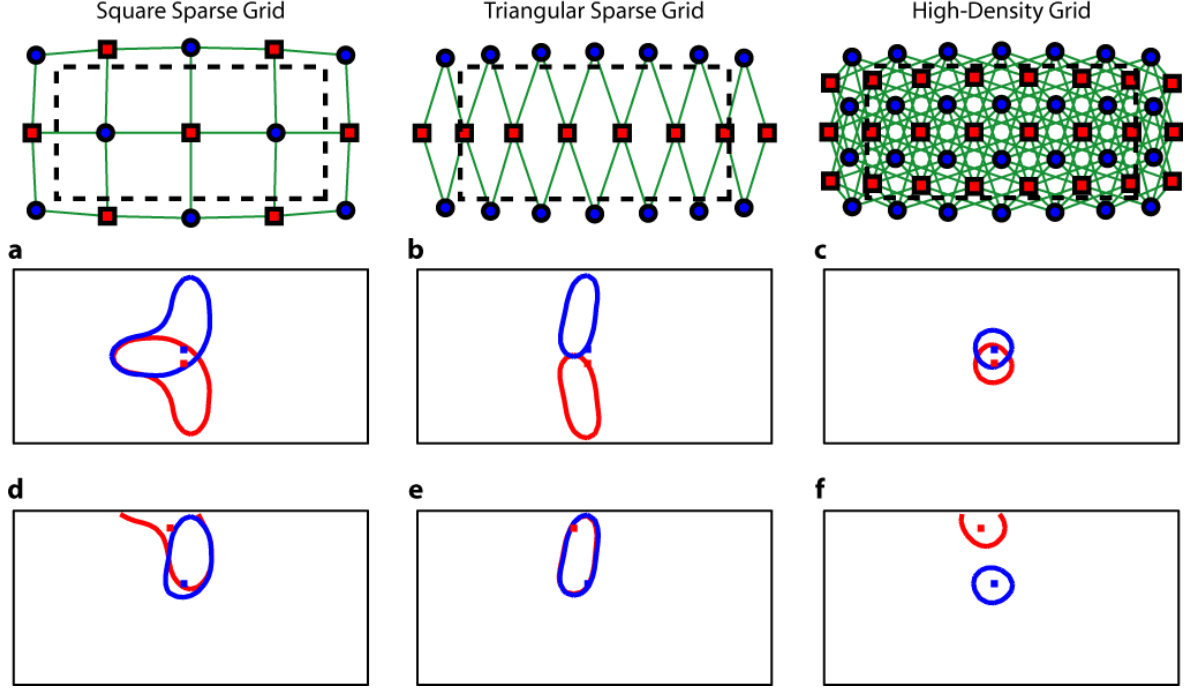 Square Sparse Grid
Triangular Sparse Grid
High-Density Grid
a
b
c
d
e
f